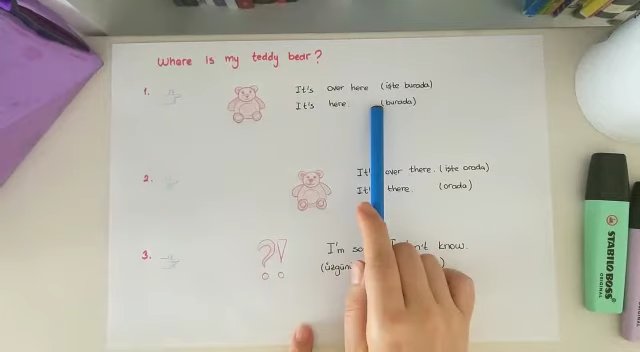 Where is my teddy bear?
1.
It's over here (işte burada)
It's here. (burada)
2.
over there. (işte orada)
there. (orada)
3.
I'm know.
STABILO BOSS
ORIGINAL